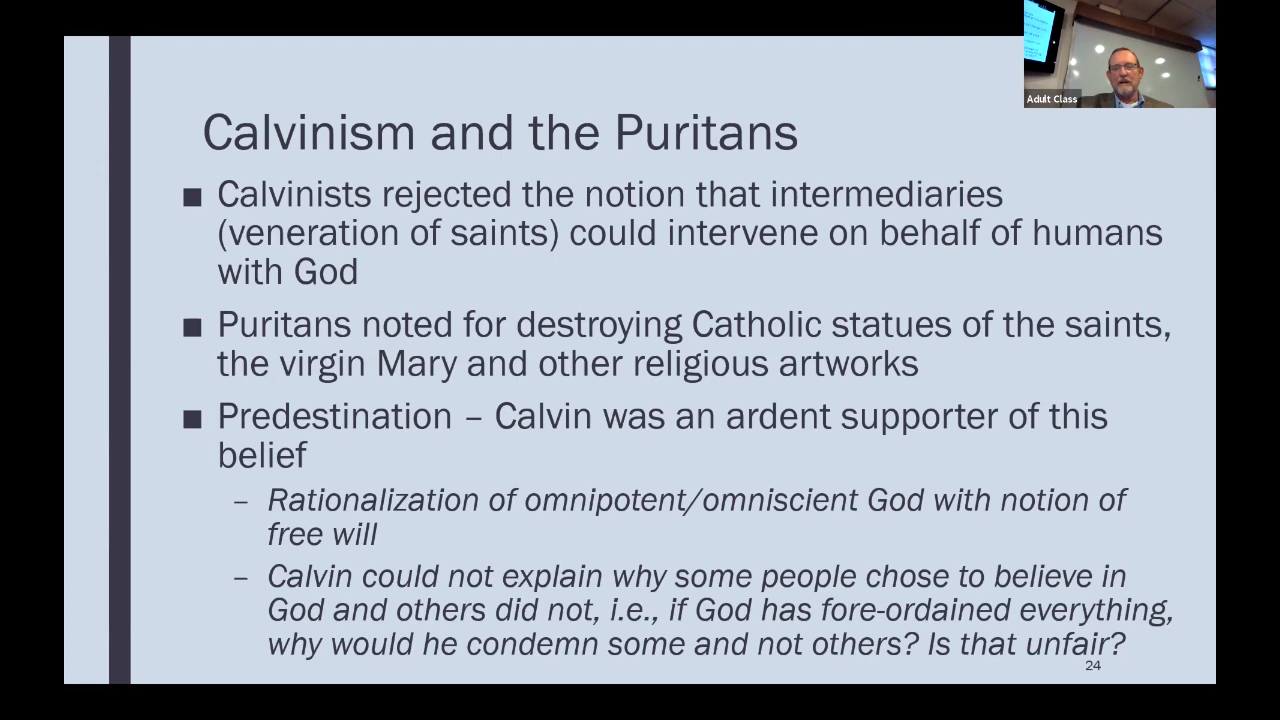 Adult Class
Calvinism and the Puritans
■ Calvinists rejected the notion that intermediaries
(veneration of saints) could intervene on behalf of humans
with God
■ Puritans noted for destroying Catholic statues of the saints,
the virgin Mary and other religious artworks
■ Predestination – Calvin was an ardent supporter of this
belief
– Rationalization of omnipotent/omniscient God with notion of
free will
– Calvin could not explain why some people chose to believe in
God and others did not, i.e., if God has fore-ordained everything,
why would he condemn some and not others? Is that unfair?
24